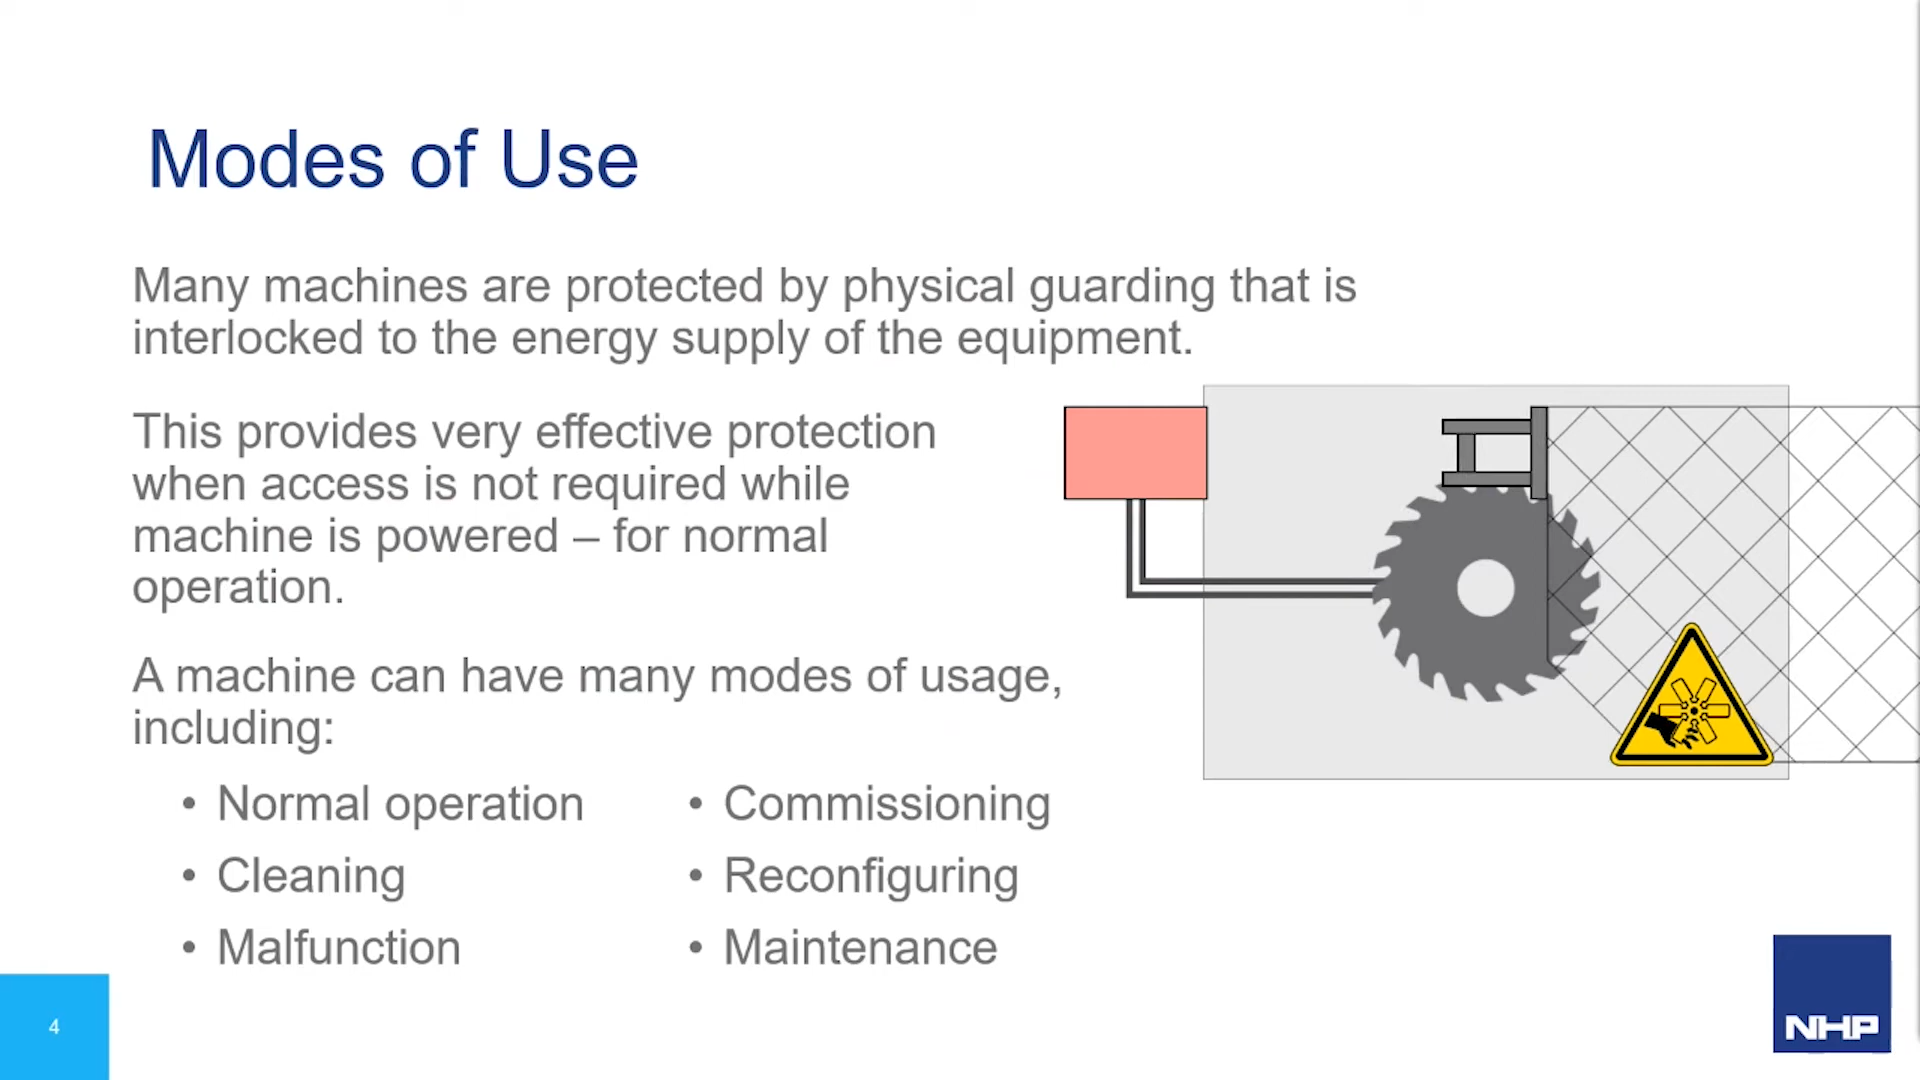 Modes of Use
Many machines are protected by physical guarding that is
interlocked to the energy supply of the equipment.
This provides very effective protection
when access is not required while
machine is powered – for normal
operation.
A machine can have many modes of usage,
including:
• Normal operation
• Cleaning
• Malfunction
• Commissioning
• Reconfiguring
• Maintenance
4
NHP